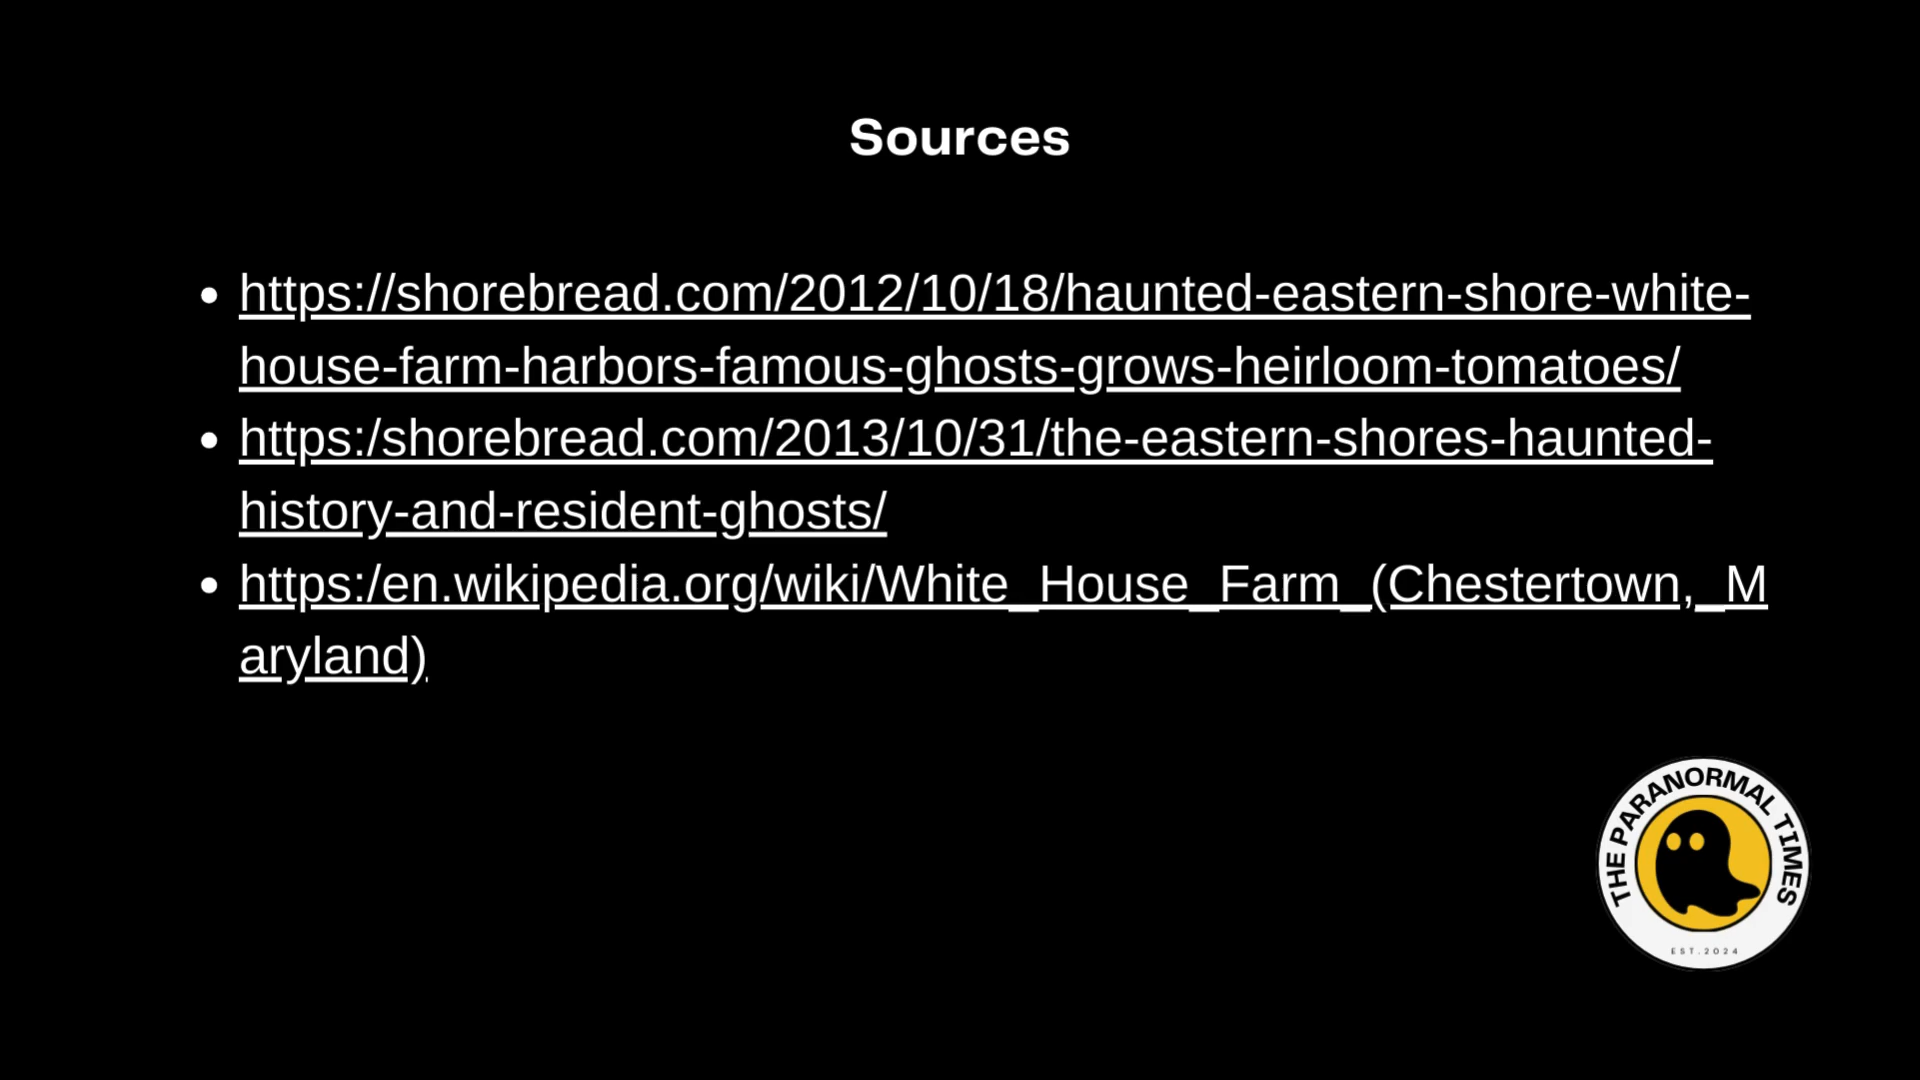 Sources
• https://shorebread.com/2012/10/18/haunted-eastern-shore-white-
house-farm-harbors-famous-ghosts-grows-heirloom-tomatoes/
• https:/shorebread.com/2013/10/31/the-eastern-shores-haunted-
history-and-resident-ghosts/
• https:/en.wikipedia.org/wiki/White_House_Farm_(Chestertown,_M
aryland)
THE PARANORMAL TIMES
EST.2024